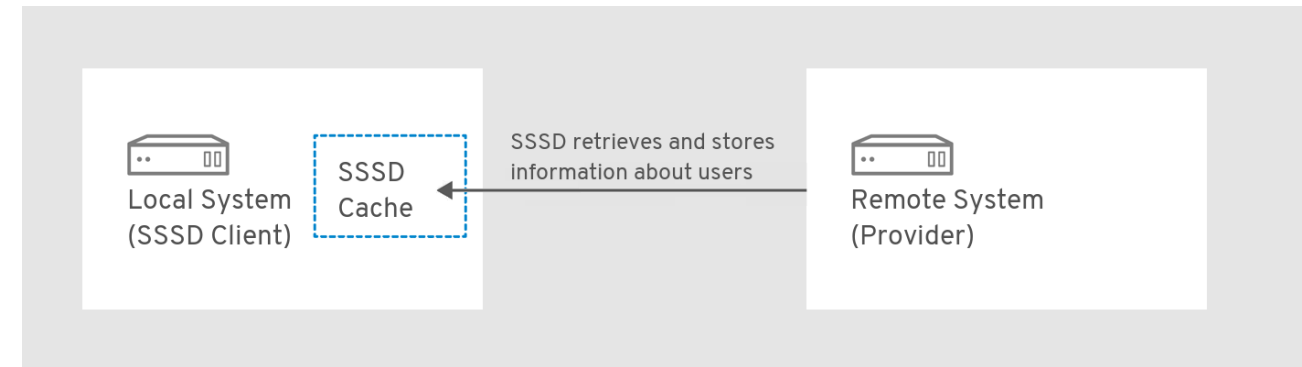 SSSD retrieves and stores
information about users
Local System
(SSSD Client)
SSSD
Cache
Remote System
(Provider)